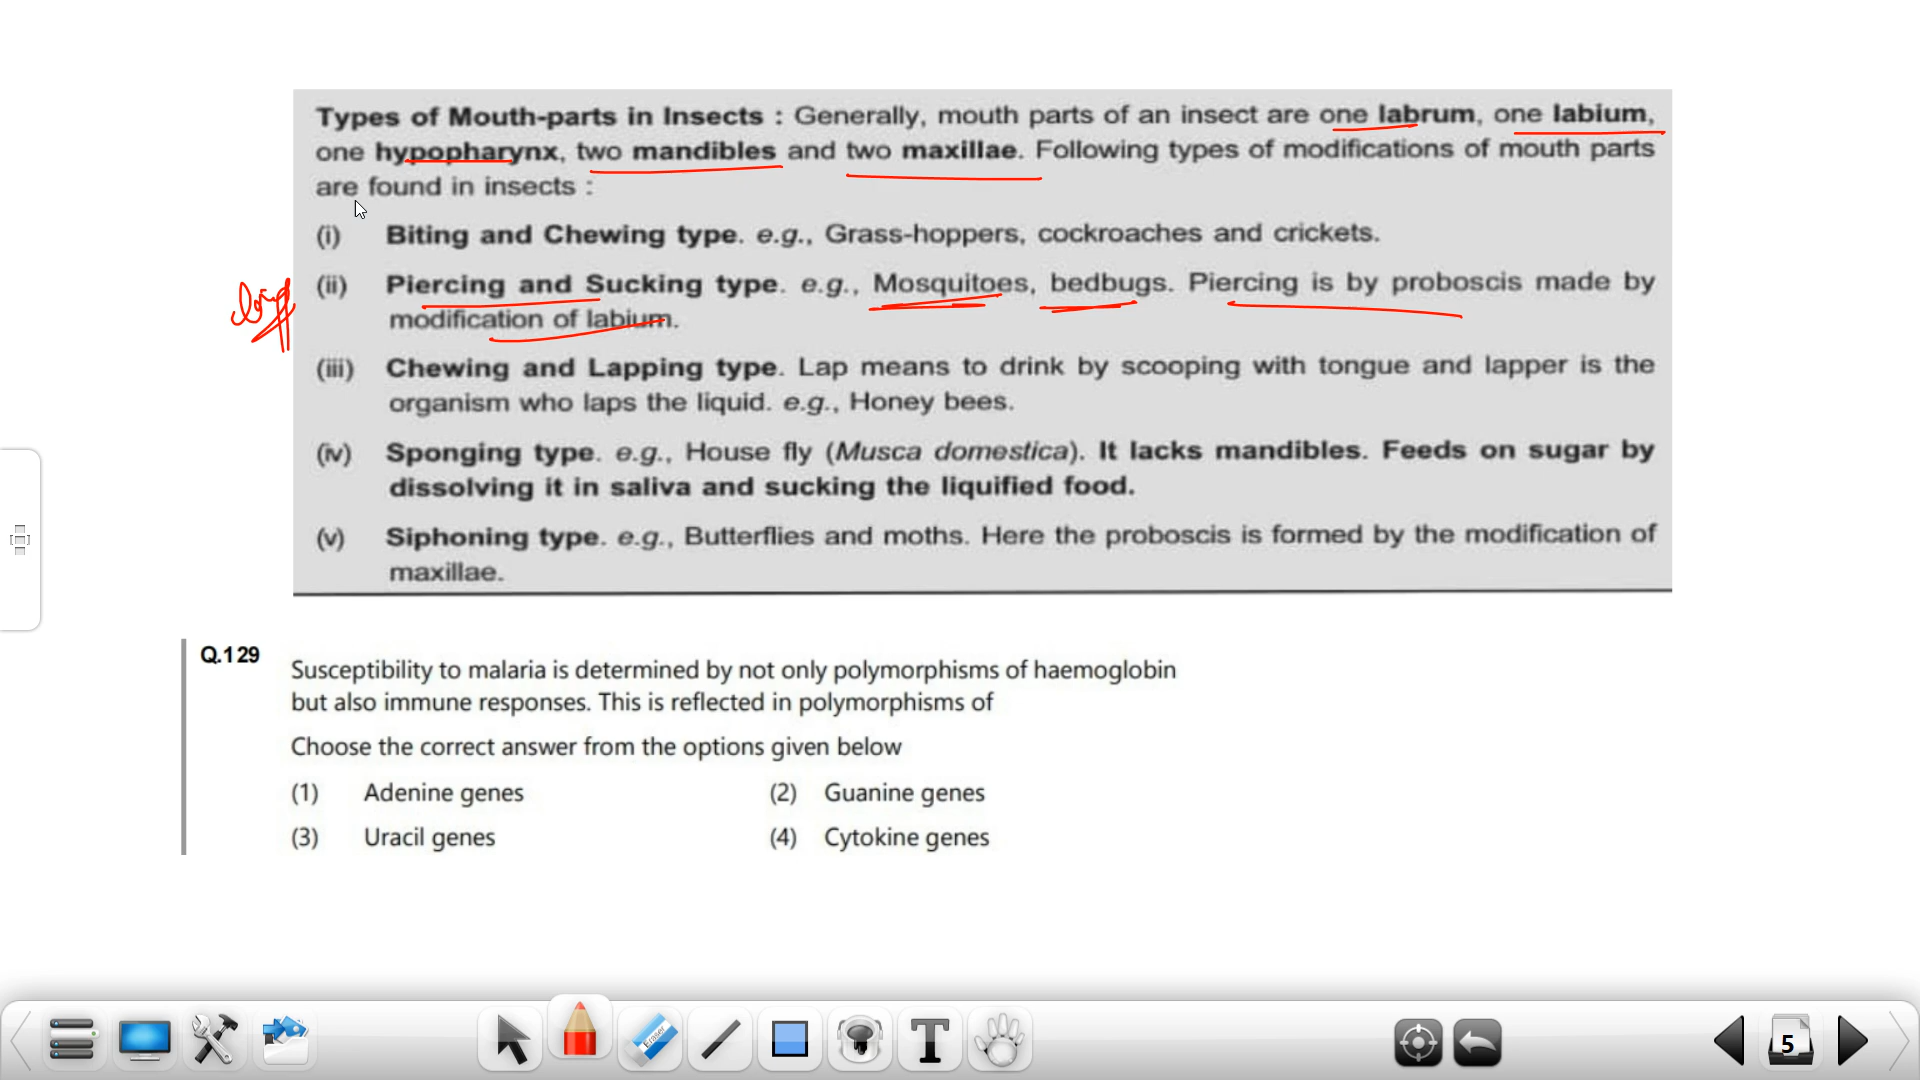 Types of Mouth-parts in Insects : Generally, mouth parts of an insect are one labrum, one labium,
one hypopharynx, two mandibles and two maxillae. Following types of modifications of mouth parts
are found in insects :
(i) Biting and Chewing type. e.g., Grass-hoppers, cockroaches and crickets.
(ii) Piercing and Sucking type. e.g., Mosquitoes, bedbugs. Piercing is by proboscis made by
modification of labium.
(iii) Chewing and Lapping type. Lap means to drink by scooping with tongue and lapper is the
organism who laps the liquid. e.g., Honey bees.
(iv) Sponging type. e.g., House fly (Musca domestica). It lacks mandibles. Feeds on sugar by
dissolving it in saliva and sucking the liquified food.
(v) Siphoning type. e.g., Butterflies and moths. Here the proboscis is formed by the modification of
maxillae.
Q.129
Susceptibility to malaria is determined by not only polymorphisms of haemoglobin
but also immune responses. This is reflected in polymorphisms of
Choose the correct answer from the options given below
(1) Adenine genes (2) Guanine genes
(3) Uracil genes (4) Cytokine genes
Eraser
T
5